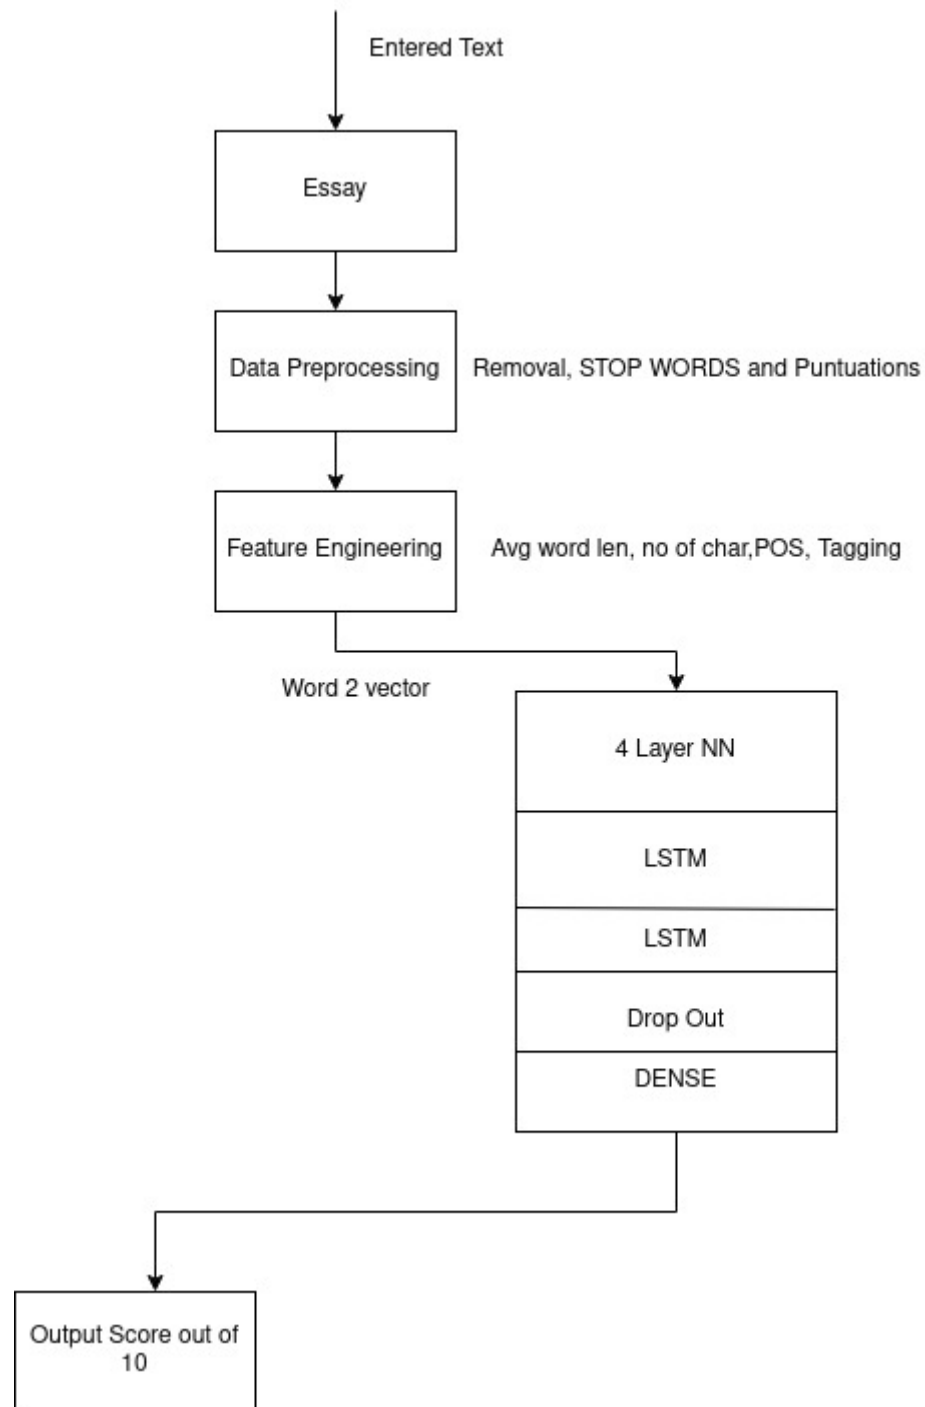 Entered Text
Essay
Data Preprocessing
Removal, STOP WORDS and Puntuations
Feature Engineering
Avg word len, no of char,POS, Tagging
Word 2 vector
4 Layer NN
LSTM
LSTM
Drop Out
DENSE
Output Score out of
10